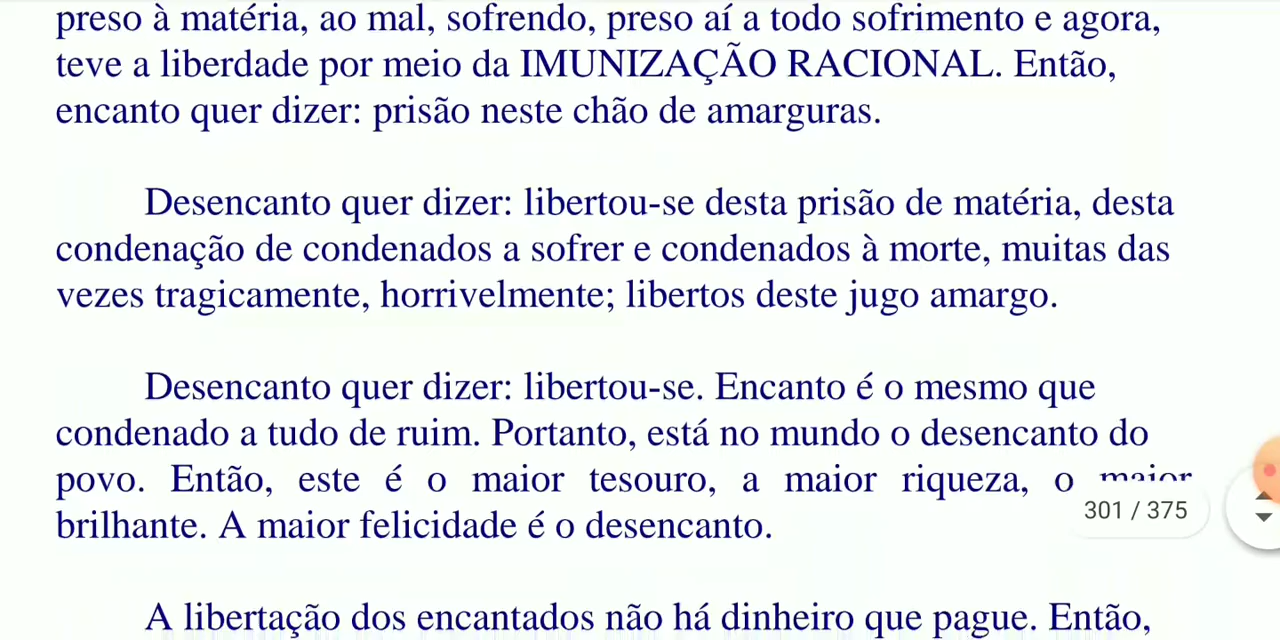 preso à matéria, ao mal, sofrendo, preso aí a todo sofrimento e agora,
teve a liberdade por meio da IMUNIZAÇÃO RACIONAL. Então,
encanto quer dizer: prisão neste chão de amarguras.
Desencanto quer dizer: libertou-se desta prisão de matéria, desta
condenação de condenados a sofrer e condenados à morte, muitas das
vezes tragicamente, horrivelmente; libertos deste jugo amargo.
Desencanto quer dizer: libertou-se. Encanto é o mesmo que
condenado a tudo de ruim. Portanto, está no mundo o desencanto do
povo. Então, este é o maior tesouro, a maior riqueza, o maior
brilhante. A maior felicidade é o desencanto.
301 / 375
A libertação dos encantados não há dinheiro que pague. Então,